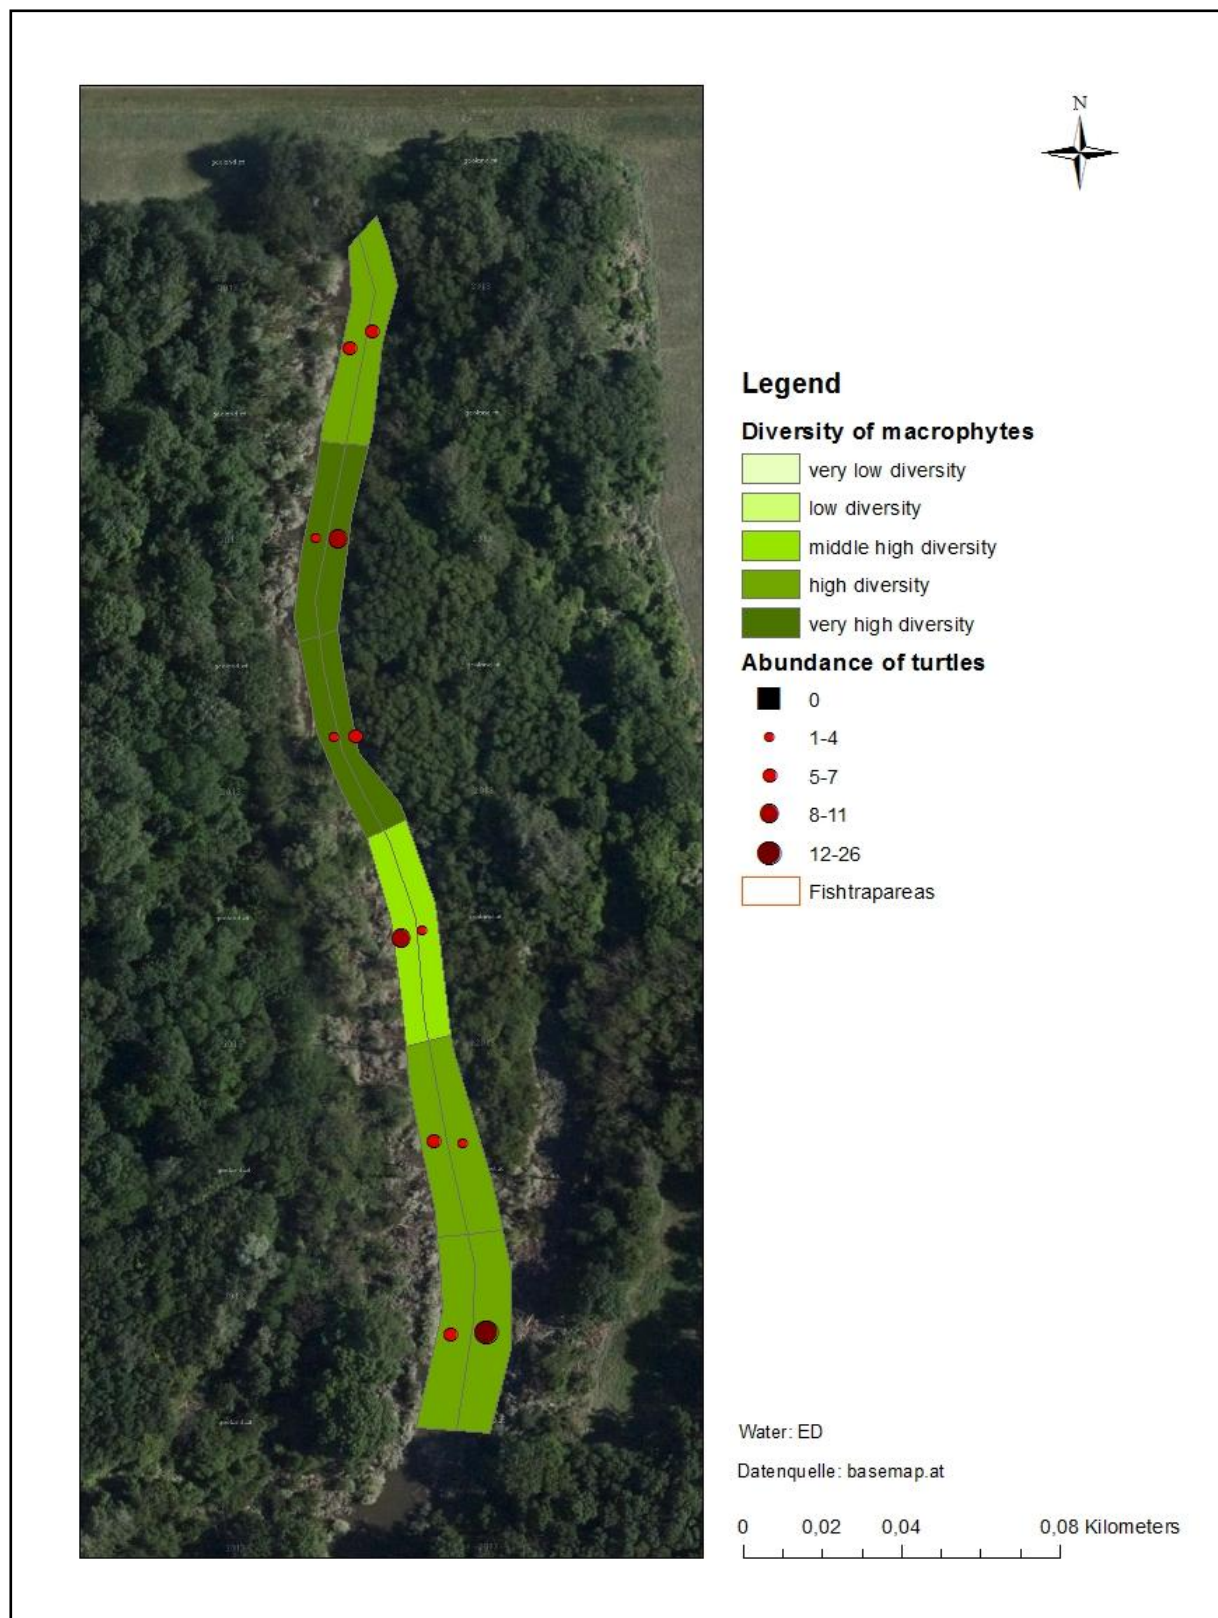 N
Legend
Diversity of macrophytes
very low diversity
low diversity
middle high diversity
high diversity
very high diversity
Abundance of turtles
0
1-4
5-7
8-11
12-26
Fishtrapareas
Water: ED
Datenquelle: basemap.at
0 0,02 0,04 0,08 Kilometers